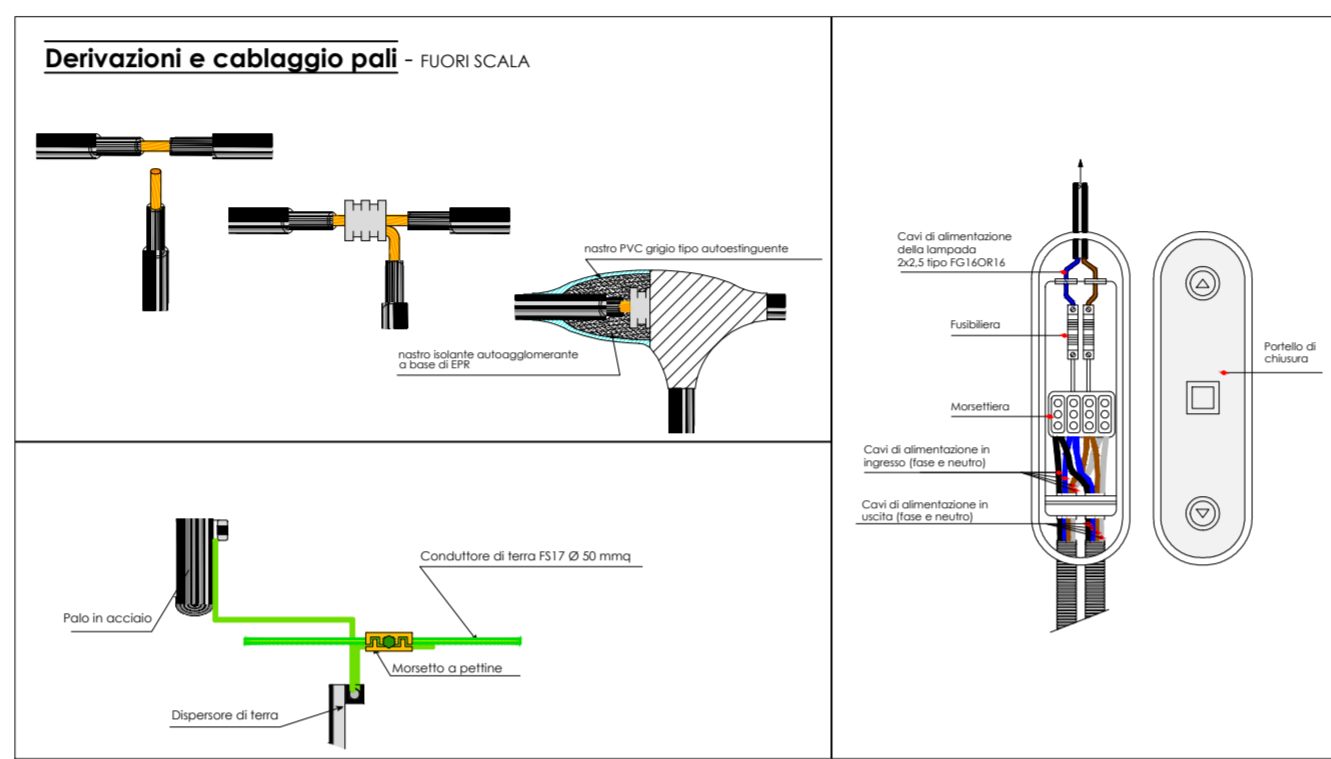 Derivazioni e cablaggio pali - FUORI SCALA
nastro PVC grigio tipo autoestinguente
nastro isolante autoagglomerante
a base di EPR
Conduttore di terra FS17 Ø 50 mmq
Palo in acciaio
Morsetto a pettine
Dispersore di terra
Cavi di alimentazione
della lampada
2x2,5 tipo FG16OR16
Fusibiliera
Portello di
chiusura
Morsettiera
Cavi di alimentazione in
ingresso (fase e neutro)
Cavi di alimentazione in
uscita (fase e neutro)